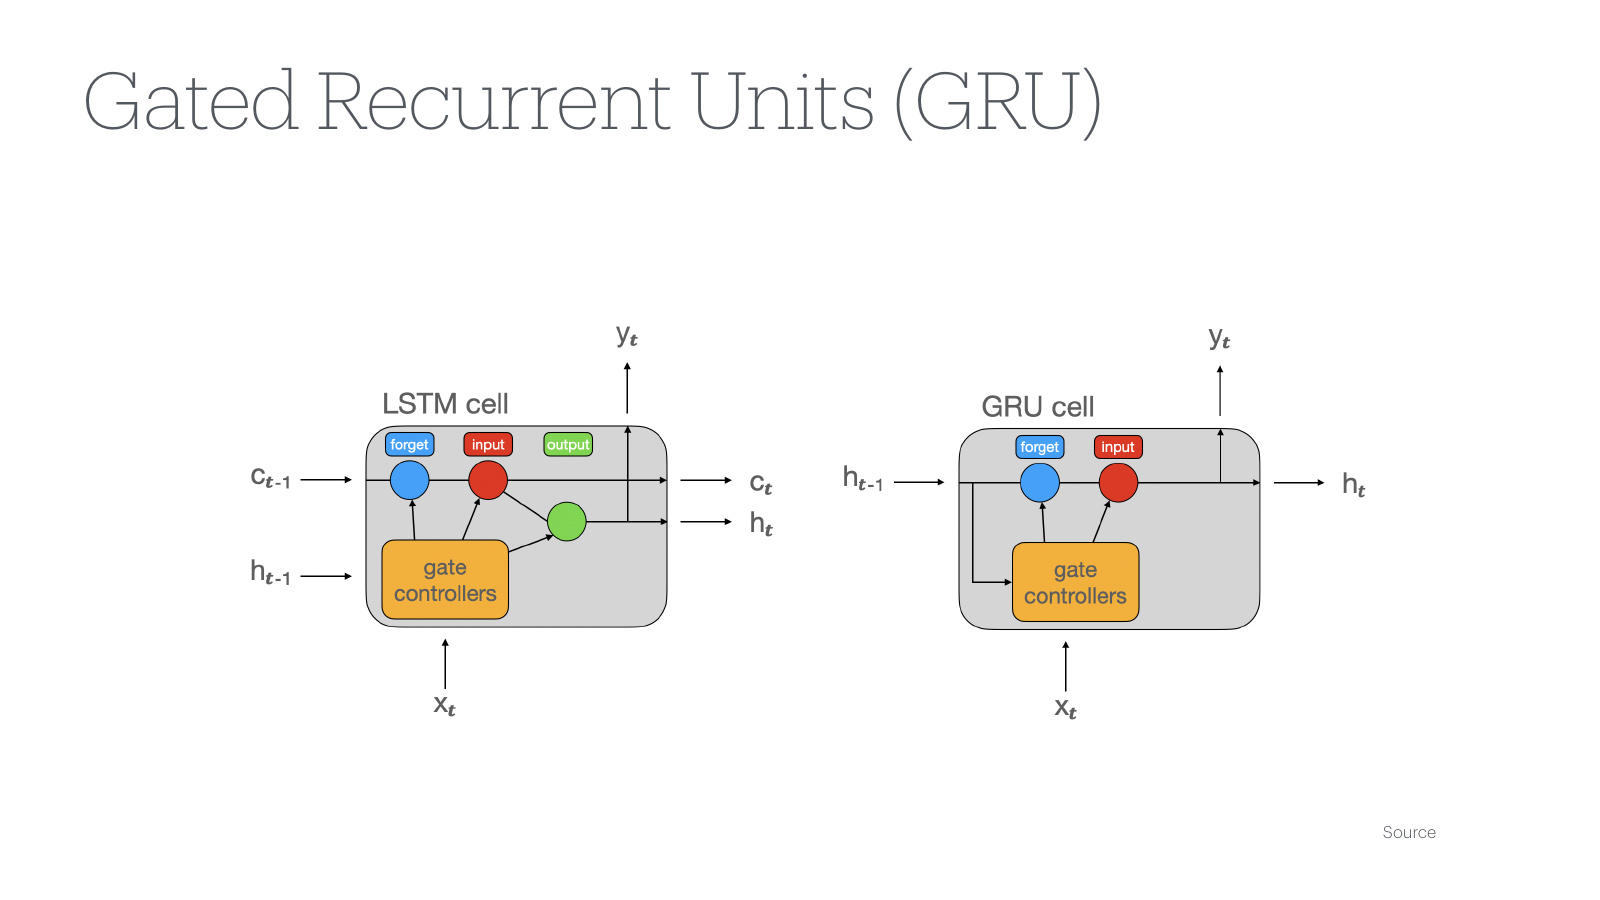 Gated Recurrent Units (GRU)
yt
LSTM cell
forget input output
ct-1
ct
ht
ht-1
gate
controllers
xt
yt
GRU cell
forget input
ht-1
ht
gate
controllers
xt
Source